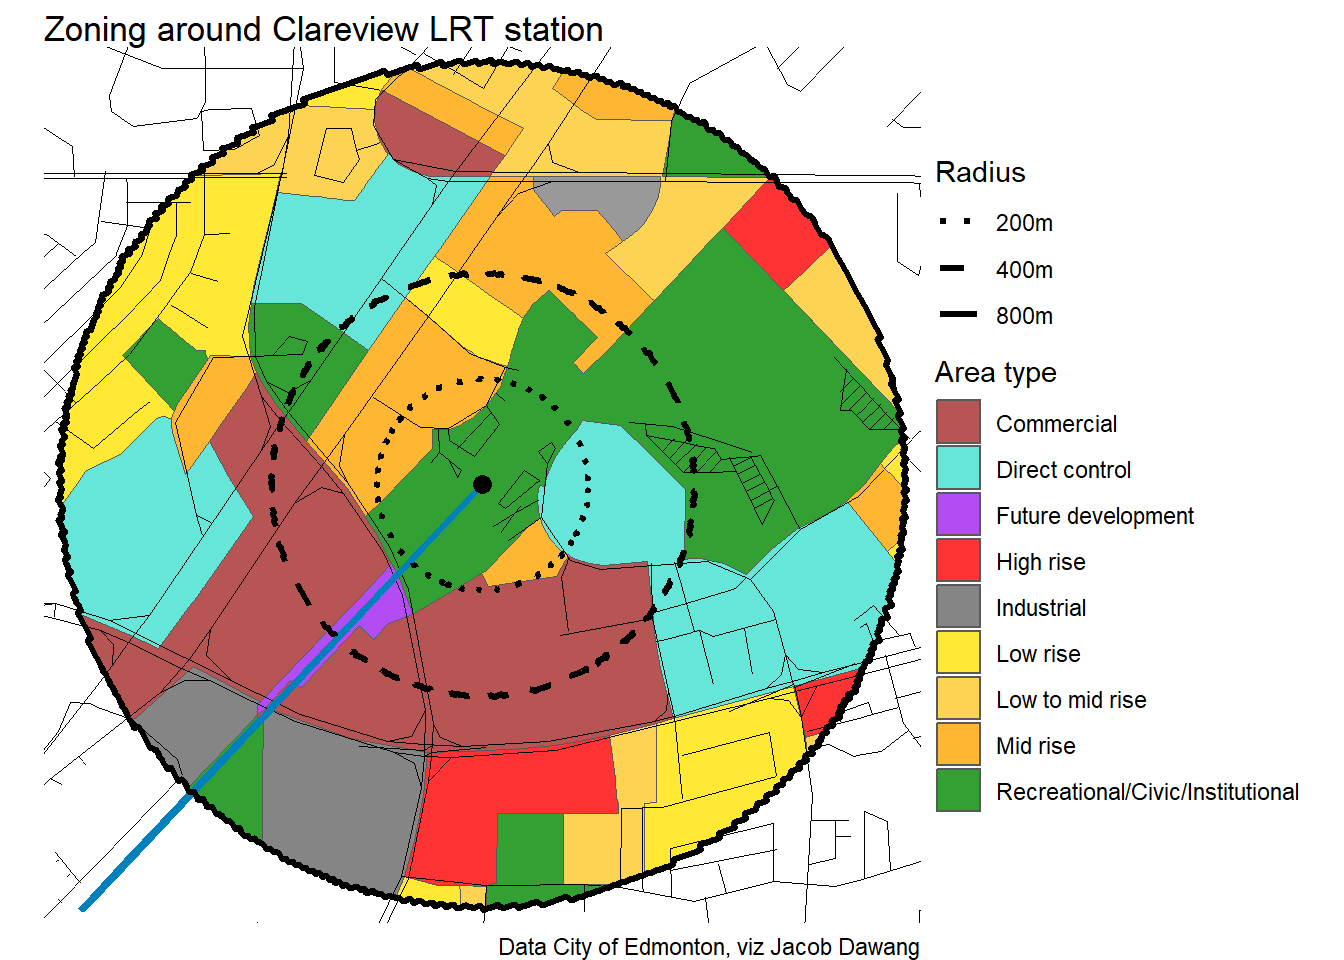 Zoning around Clareview LRT station
Radius
200m
400m
800m
Area type
Commercial
Direct control
Future development
High rise
Industrial
Low rise
Low to mid rise
Mid rise
Recreational/Civic/Institutional
Data City of Edmonton, viz Jacob Dawang